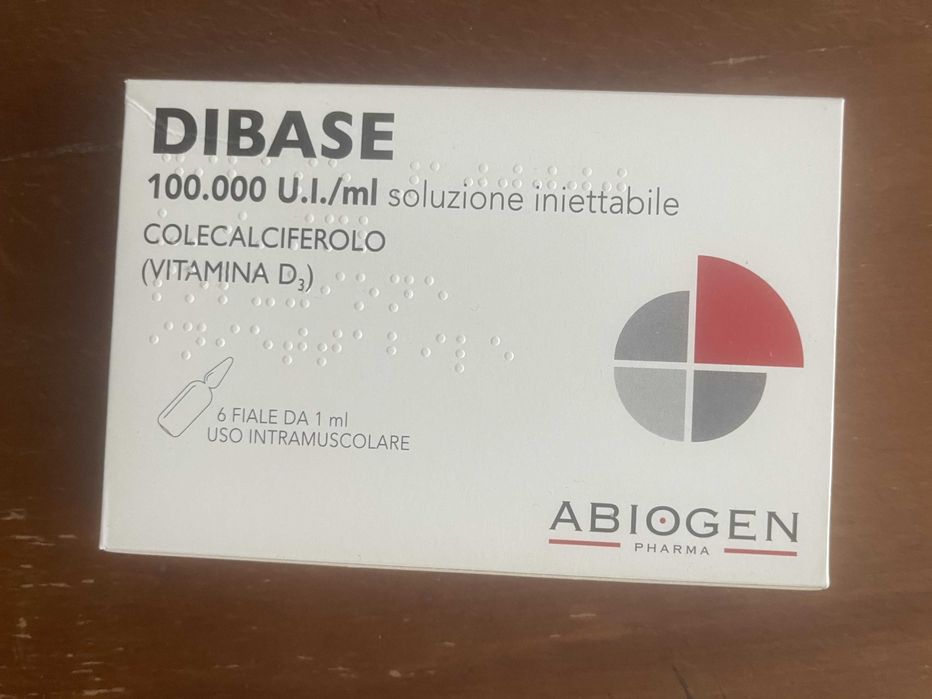 DIBASE
100.000 U.I./ml soluzione iniettabile
COLECALCIFEROLO
(VITAMINA D₃)
6 FIALE DA 1 ml
USO INTRAMUSCOLARE
ABIOGEN
PHARMA